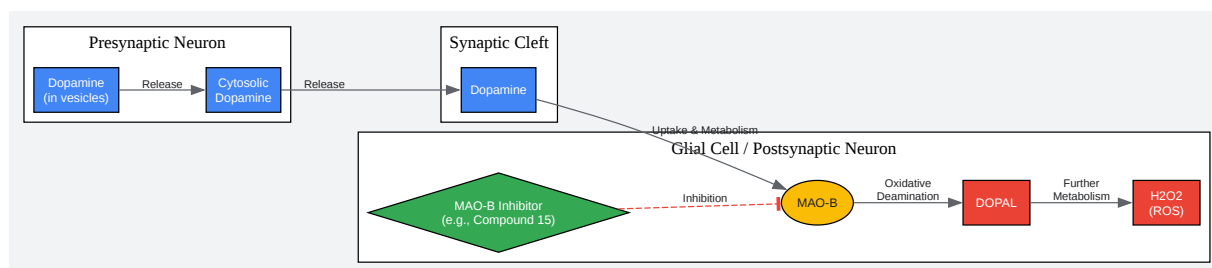 Presynaptic Neuron
Dopamine
(in vesicles)
Release
Cytosolic
Dopamine
Release
Synaptic Cleft
Dopamine
Uptake & Metabolism
Glial Cell / Postsynaptic Neuron
MAO-B Inhibitor
(e.g., Compound 15)
Inhibition
MAO-B
Oxidative
Deamination
DOPAL
Further
Metabolism
H2O2
(ROS)